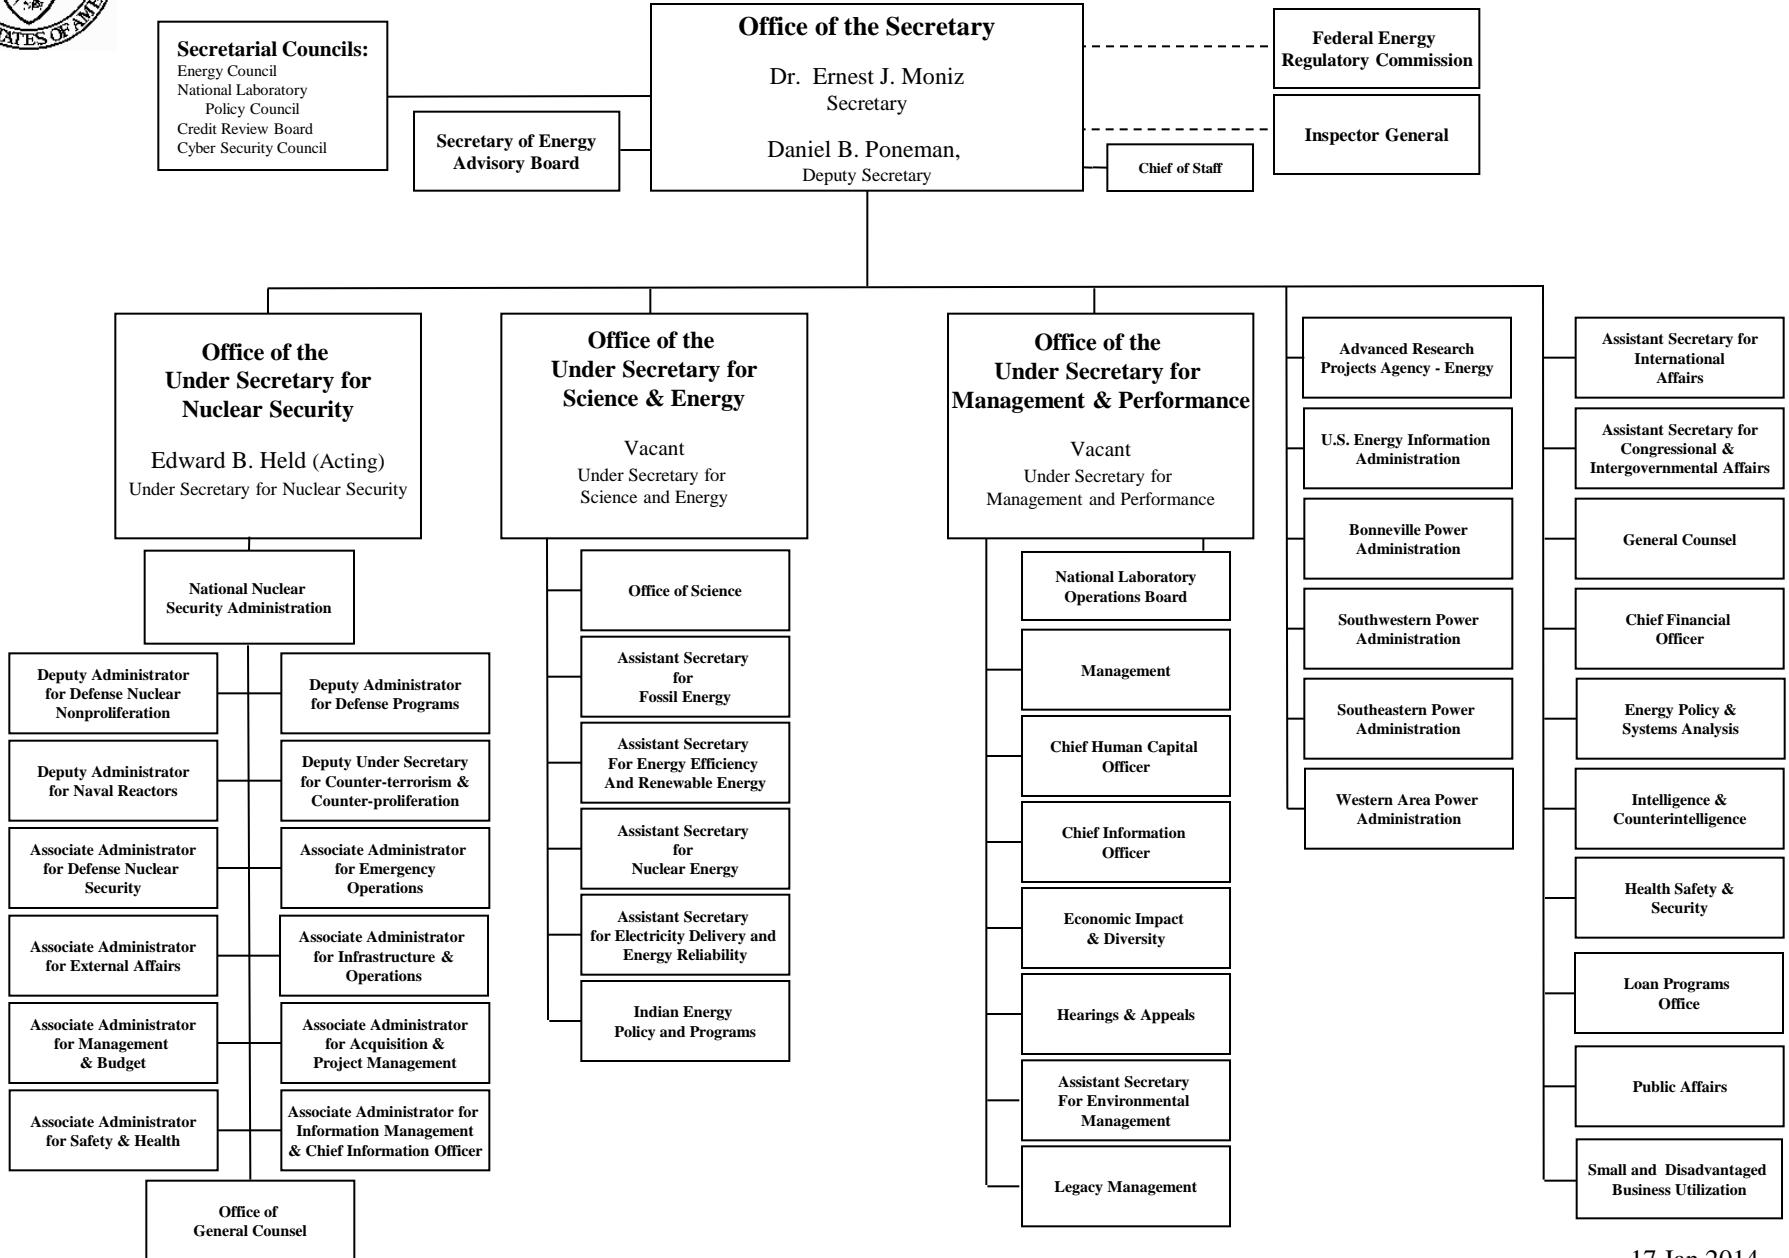 TATES OF AME
Secretarial Councils:
Energy Council
National Laboratory
Policy Council
Credit Review Board
Cyber Security Council
Secretary of Energy
Advisory Board
Office of the Secretary
Dr. Ernest J. Moniz
Secretary
Daniel B. Poneman,
Deputy Secretary
Federal Energy
Regulatory Commission
Inspector General
Chief of Staff
Office of the
Under Secretary for
Nuclear Security
Edward B. Held (Acting)
Under Secretary for Nuclear Security
National Nuclear
Security Administration
Deputy Administrator
for Defense Nuclear
Nonproliferation
Deputy Administrator
for Defense Programs
Deputy Administrator
for Naval Reactors
Deputy Under Secretary
for Counter-terrorism &
Counter-proliferation
Associate Administrator
for Defense Nuclear
Security
Associate Administrator
for Emergency
Operations
Associate Administrator
for External Affairs
Associate Administrator
for Infrastructure &
Operations
Associate Administrator
for Management
& Budget
Associate Administrator
for Acquisition &
Project Management
Associate Administrator
for Safety & Health
Associate Administrator for
Information Management
& Chief Information Officer
Office of
General Counsel
Office of the
Under Secretary for
Science & Energy
Vacant
Under Secretary for
Science and Energy
Office of Science
Assistant Secretary
for
Fossil Energy
Assistant Secretary
For Energy Efficiency
And Renewable Energy
Assistant Secretary
for
Nuclear Energy
Assistant Secretary
for Electricity Delivery and
Energy Reliability
Indian Energy
Policy and Programs
Office of the
Under Secretary for
Management & Performance
Vacant
Under Secretary for
Management and Performance
National Laboratory
Operations Board
Management
Chief Human Capital
Officer
Chief Information
Officer
Economic Impact
& Diversity
Hearings & Appeals
Assistant Secretary
For Environmental
Management
Legacy Management
Advanced Research
Projects Agency - Energy
U.S. Energy Information
Administration
Bonneville Power
Administration
Southwestern Power
Administration
Southeastern Power
Administration
Western Area Power
Administration
Assistant Secretary for
International
Affairs
Assistant Secretary for
Congressional &
Intergovernmental Affairs
General Counsel
Chief Financial
Officer
Energy Policy &
Systems Analysis
Intelligence &
Counterintelligence
Health Safety &
Security
Loan Programs
Office
Public Affairs
Small and Disadvantaged
Business Utilization
17 Jan 2014